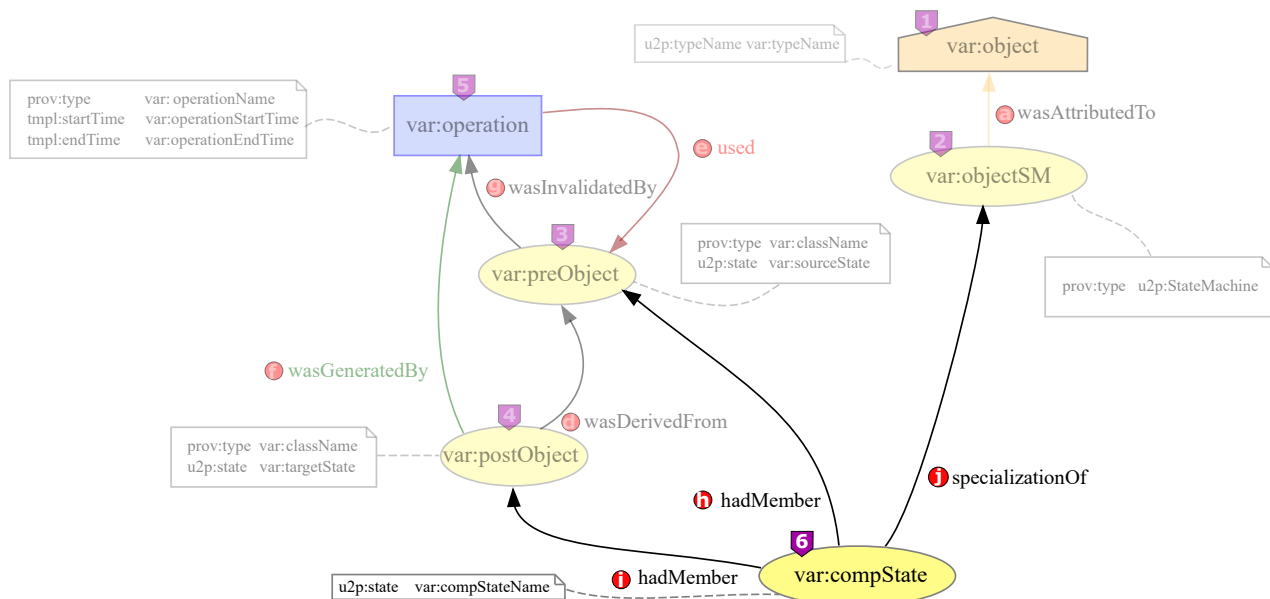 1
var:object
u2p:typeName var:typeName
5
prov:type var: operationName
tmpl:startTime var:operationStartTime
tmpl:endTime var:operationEndTime
var:operation
a wasAttributedTo
2
var:objectSM
e used
g wasInvalidatedBy
3
var:preObject
prov:type var:className
u2p:state var:sourceState
prov:type u2p:StateMachine
f wasGeneratedBy
4
d wasDerivedFrom
prov:type var:className
u2p:state var:targetState
var:postObject
j specializationOf
h hadMember
6
var:compState
i hadMember
u2p:state var:compStateName